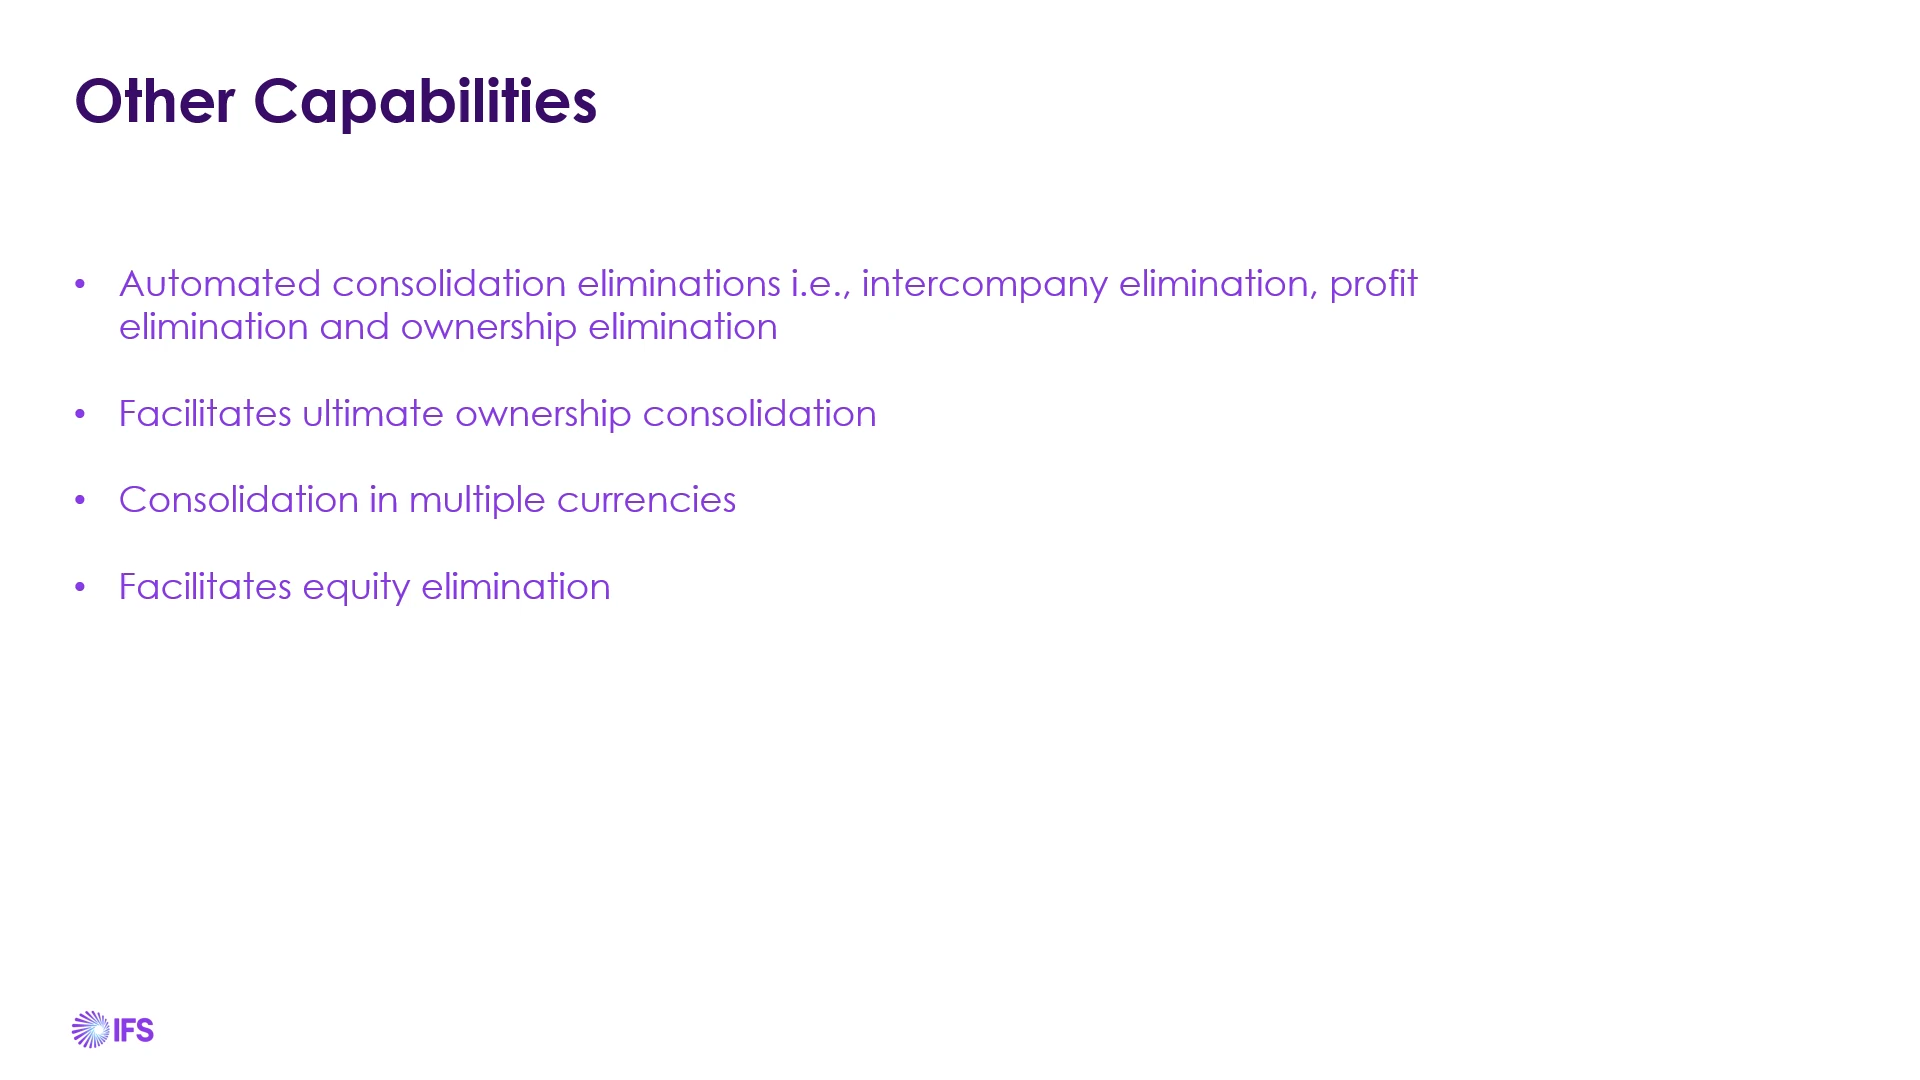 Other Capabilities
• Automated consolidation eliminations i.e., intercompany elimination, profit
elimination and ownership elimination
• Facilitates ultimate ownership consolidation
• Consolidation in multiple currencies
• Facilitates equity elimination
IFS